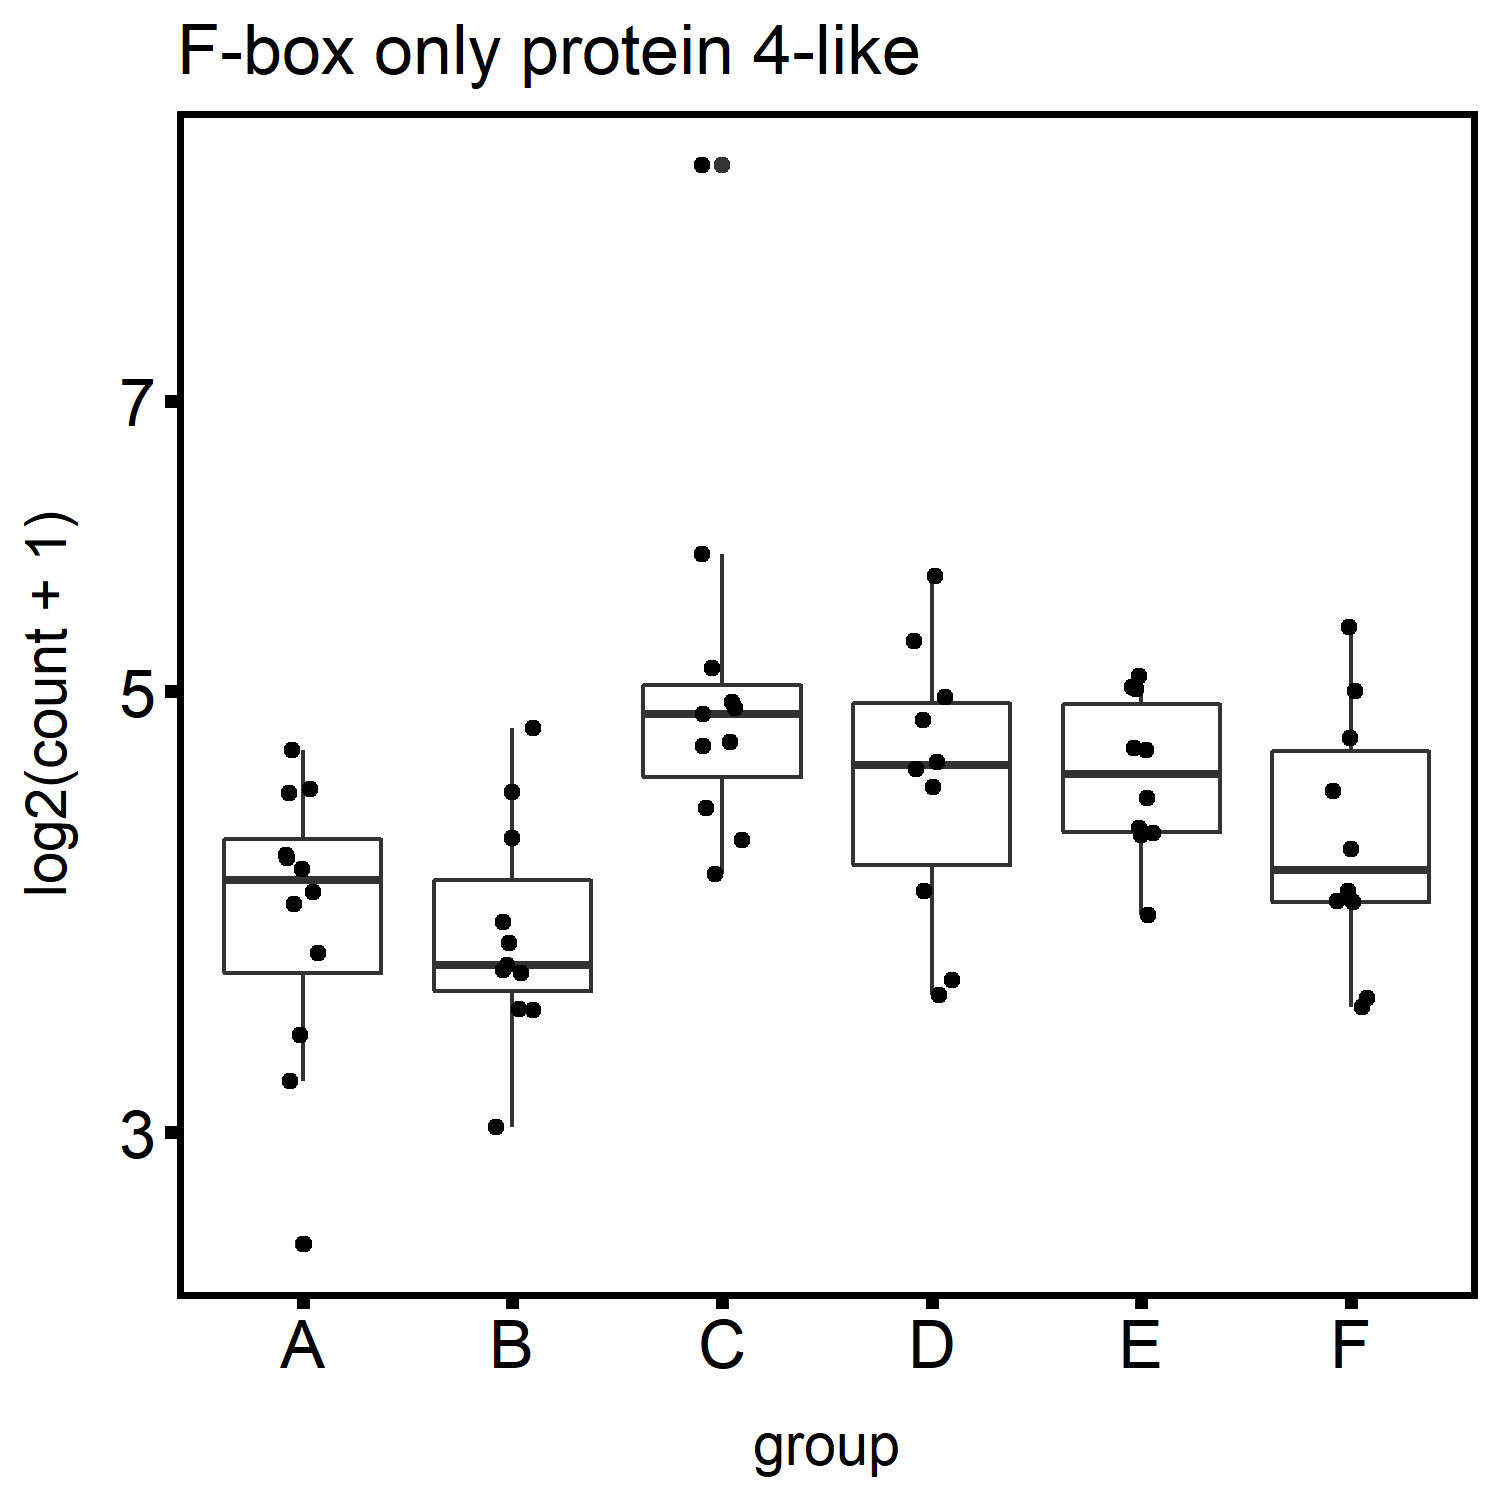 F-box only protein 4-like
log2(count + 1)
7
5
3
A B C D E F
group